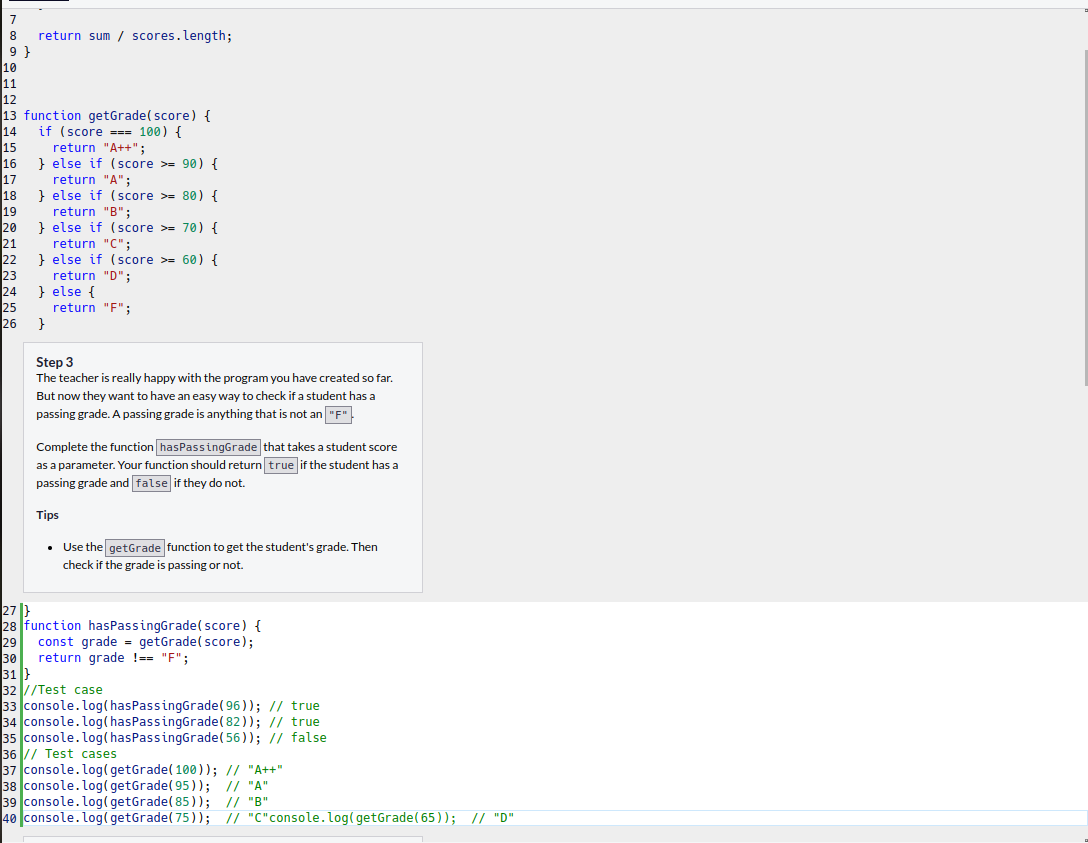 7
8 return sum / scores.length;
9 }
10
11
12
13 function getGrade(score) {
14 if (score === 100) {
15 return "A++";
16 } else if (score >= 90) {
17 return "A";
18 } else if (score >= 80) {
19 return "B";
20 } else if (score >= 70) {
21 return "C";
22 } else if (score >= 60) {
23 return "D";
24 } else {
25 return "F";
26 }
Step 3
The teacher is really happy with the program you have created so far.
But now they want to have an easy way to check if a student has a
passing grade. A passing grade is anything that is not an "F".
Complete the function hasPassingGrade that takes a student score
as a parameter. Your function should return true if the student has a
passing grade and false if they do not.
Tips
• Use the getGrade function to get the student's grade. Then
check if the grade is passing or not.
27 }
28 function hasPassingGrade(score) {
29 const grade = getGrade(score);
30 return grade !== "F";
31 }
32 //Test case
33 console.log(hasPassingGrade(96)); // true
34 console.log(hasPassingGrade(82)); // true
35 console.log(hasPassingGrade(56)); // false
36 // Test cases
37 console.log(getGrade(100)); // "A++"
38 console.log(getGrade(95)); // "A"
39 console.log(getGrade(85)); // "B"
40 console.log(getGrade(75)); // "C"console.log(getGrade(65)); // "D"